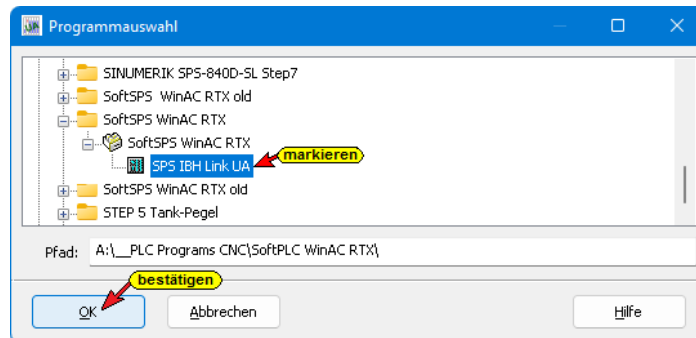 Programmauswahl
SINUMERIK SPS-840D-SL Step7
SoftSPS  WinAC RTX old
SoftSPS WinAC RTX
SoftSPS WinAC RTX
SPS IBH Link UA
markieren
SoftSPS WinAC RTX old
STEP 5 Tank-Pegel
Pfad: A:\__PLC Programs CNC\SoftPLC WinAC RTX\
bestätigen
OK Abbrechen Hilfe